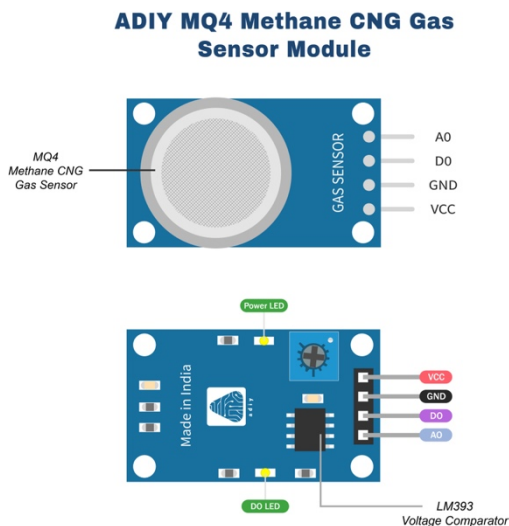 ADIY MQ4 Methane CNG Gas
Sensor Module
MQ4
Methane CNG
Gas Sensor
GAS SENSOR
A0
D0
GND
VCC
Power LED
Made in India
adiy
VCC
GND
DO
AO
DO LED
LM393
Voltage Comparator